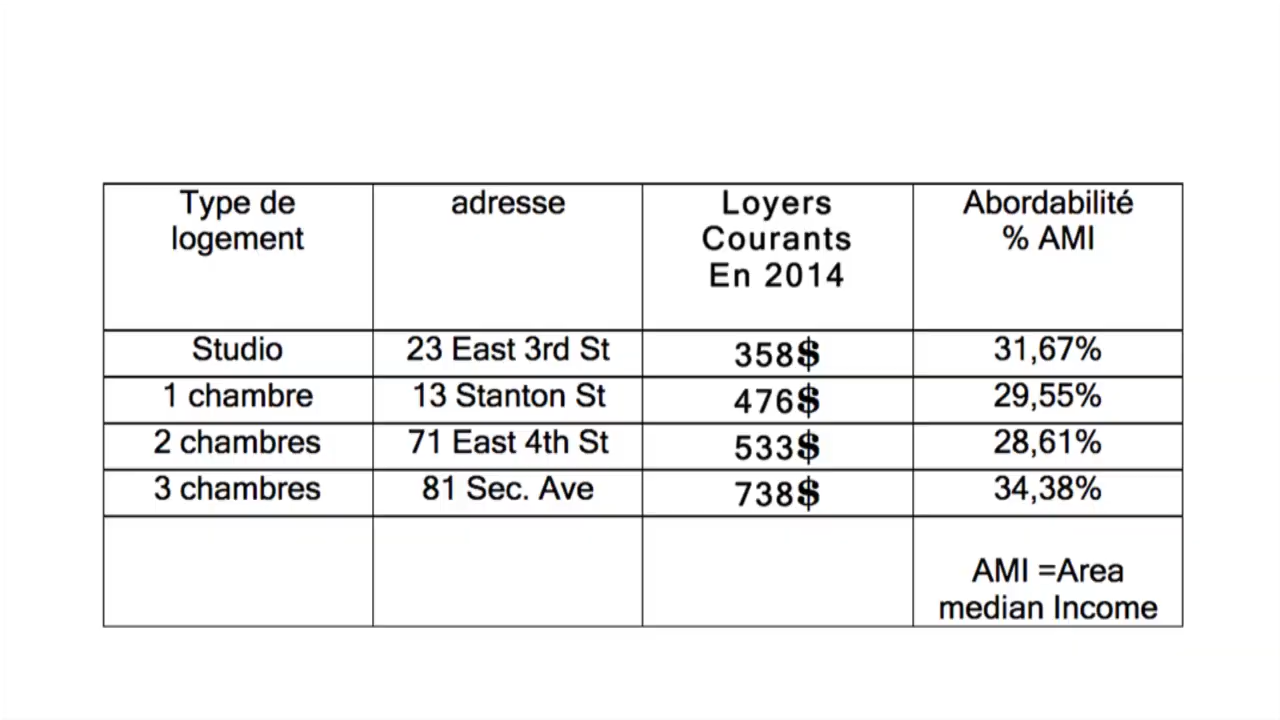 Type de
logement
adresse
Loyers
Courants
En 2014
Abordabilité
% AMI
Studio 23 East 3rd St 358$ 31,67%
1 chambre 13 Stanton St 476$ 29,55%
2 chambres 71 East 4th St 533$ 28,61%
3 chambres 81 Sec. Ave 738$ 34,38%
AMI =Area
median Income